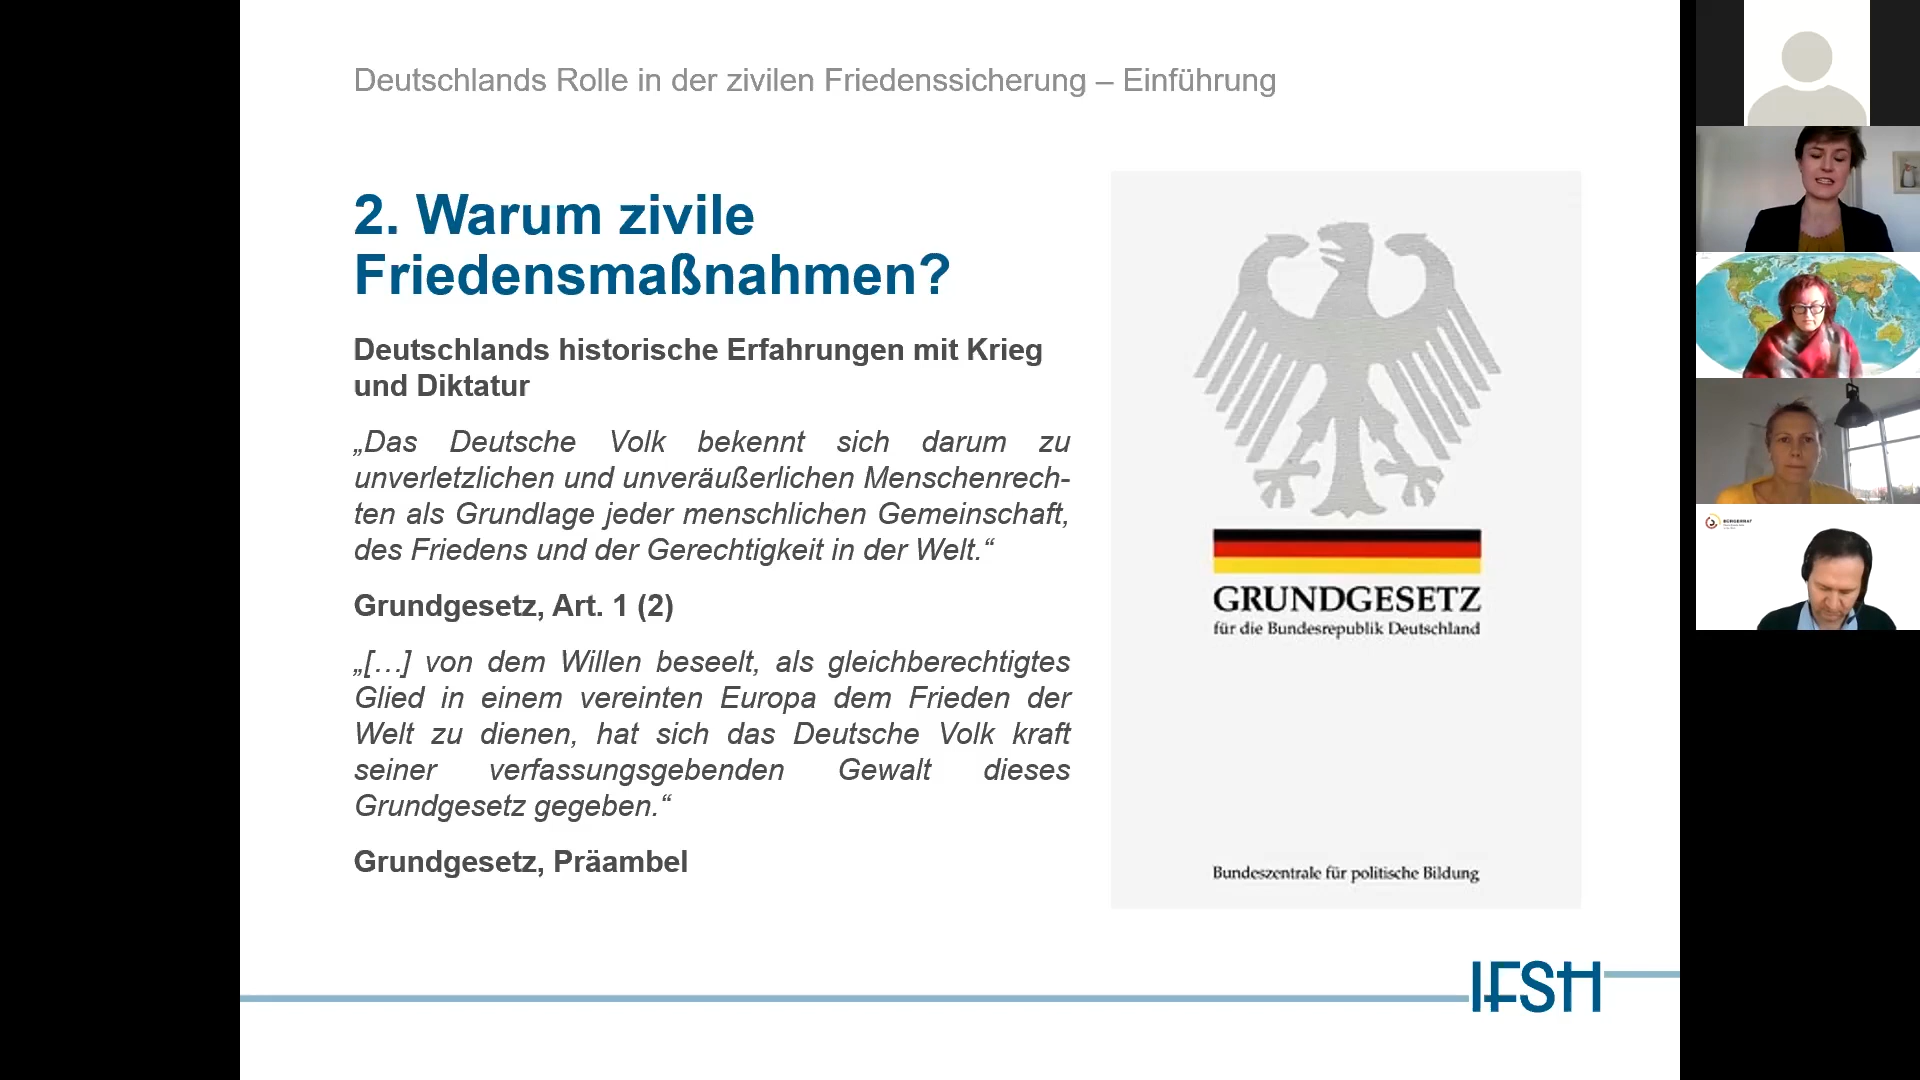 Deutschlands Rolle in der zivilen Friedenssicherung – Einführung
2. Warum zivile
Friedensmaßnahmen?
Deutschlands historische Erfahrungen mit Krieg
und Diktatur
„Das Deutsche Volk bekennt sich darum zu
unverletzlichen und unveräußerlichen Menschenrech-
ten als Grundlage jeder menschlichen Gemeinschaft,
des Friedens und der Gerechtigkeit in der Welt.“
Grundgesetz, Art. 1 (2)
„[…] von dem Willen beseelt, als gleichberechtigtes
Glied in einem vereinten Europa dem Frieden der
Welt zu dienen, hat sich das Deutsche Volk kraft
seiner verfassungsgebenden Gewalt dieses
Grundgesetz gegeben.“
Grundgesetz, Präambel
GRUNDGESETZ
für die Bundesrepublik Deutschland
Bundeszentrale für politische Bildung
IFSH
BÜRGERRAT